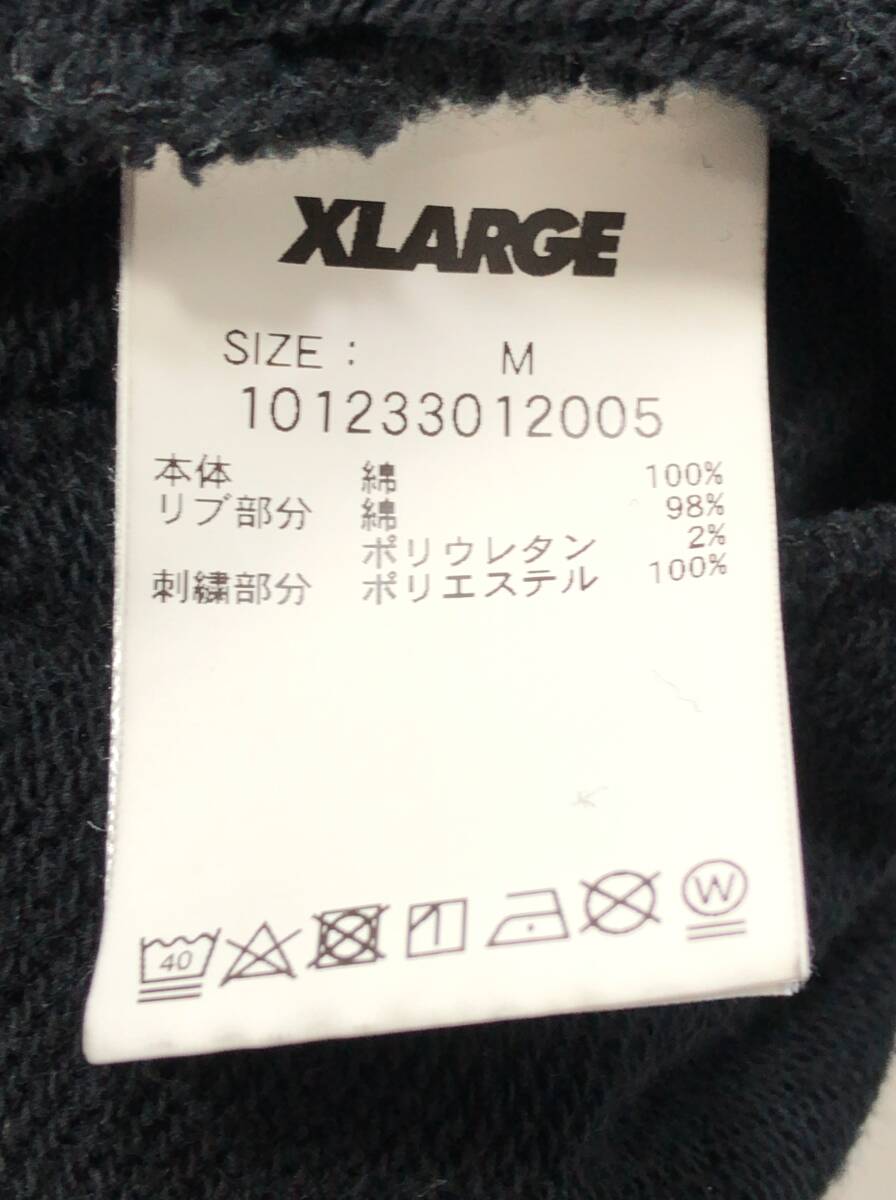 XLARGE
SIZE : M
101233012005
本体 綿 100%
リブ部分 綿 98%
ポリウレタン 2%
刺繍部分 ポリエステル 100%
40
W